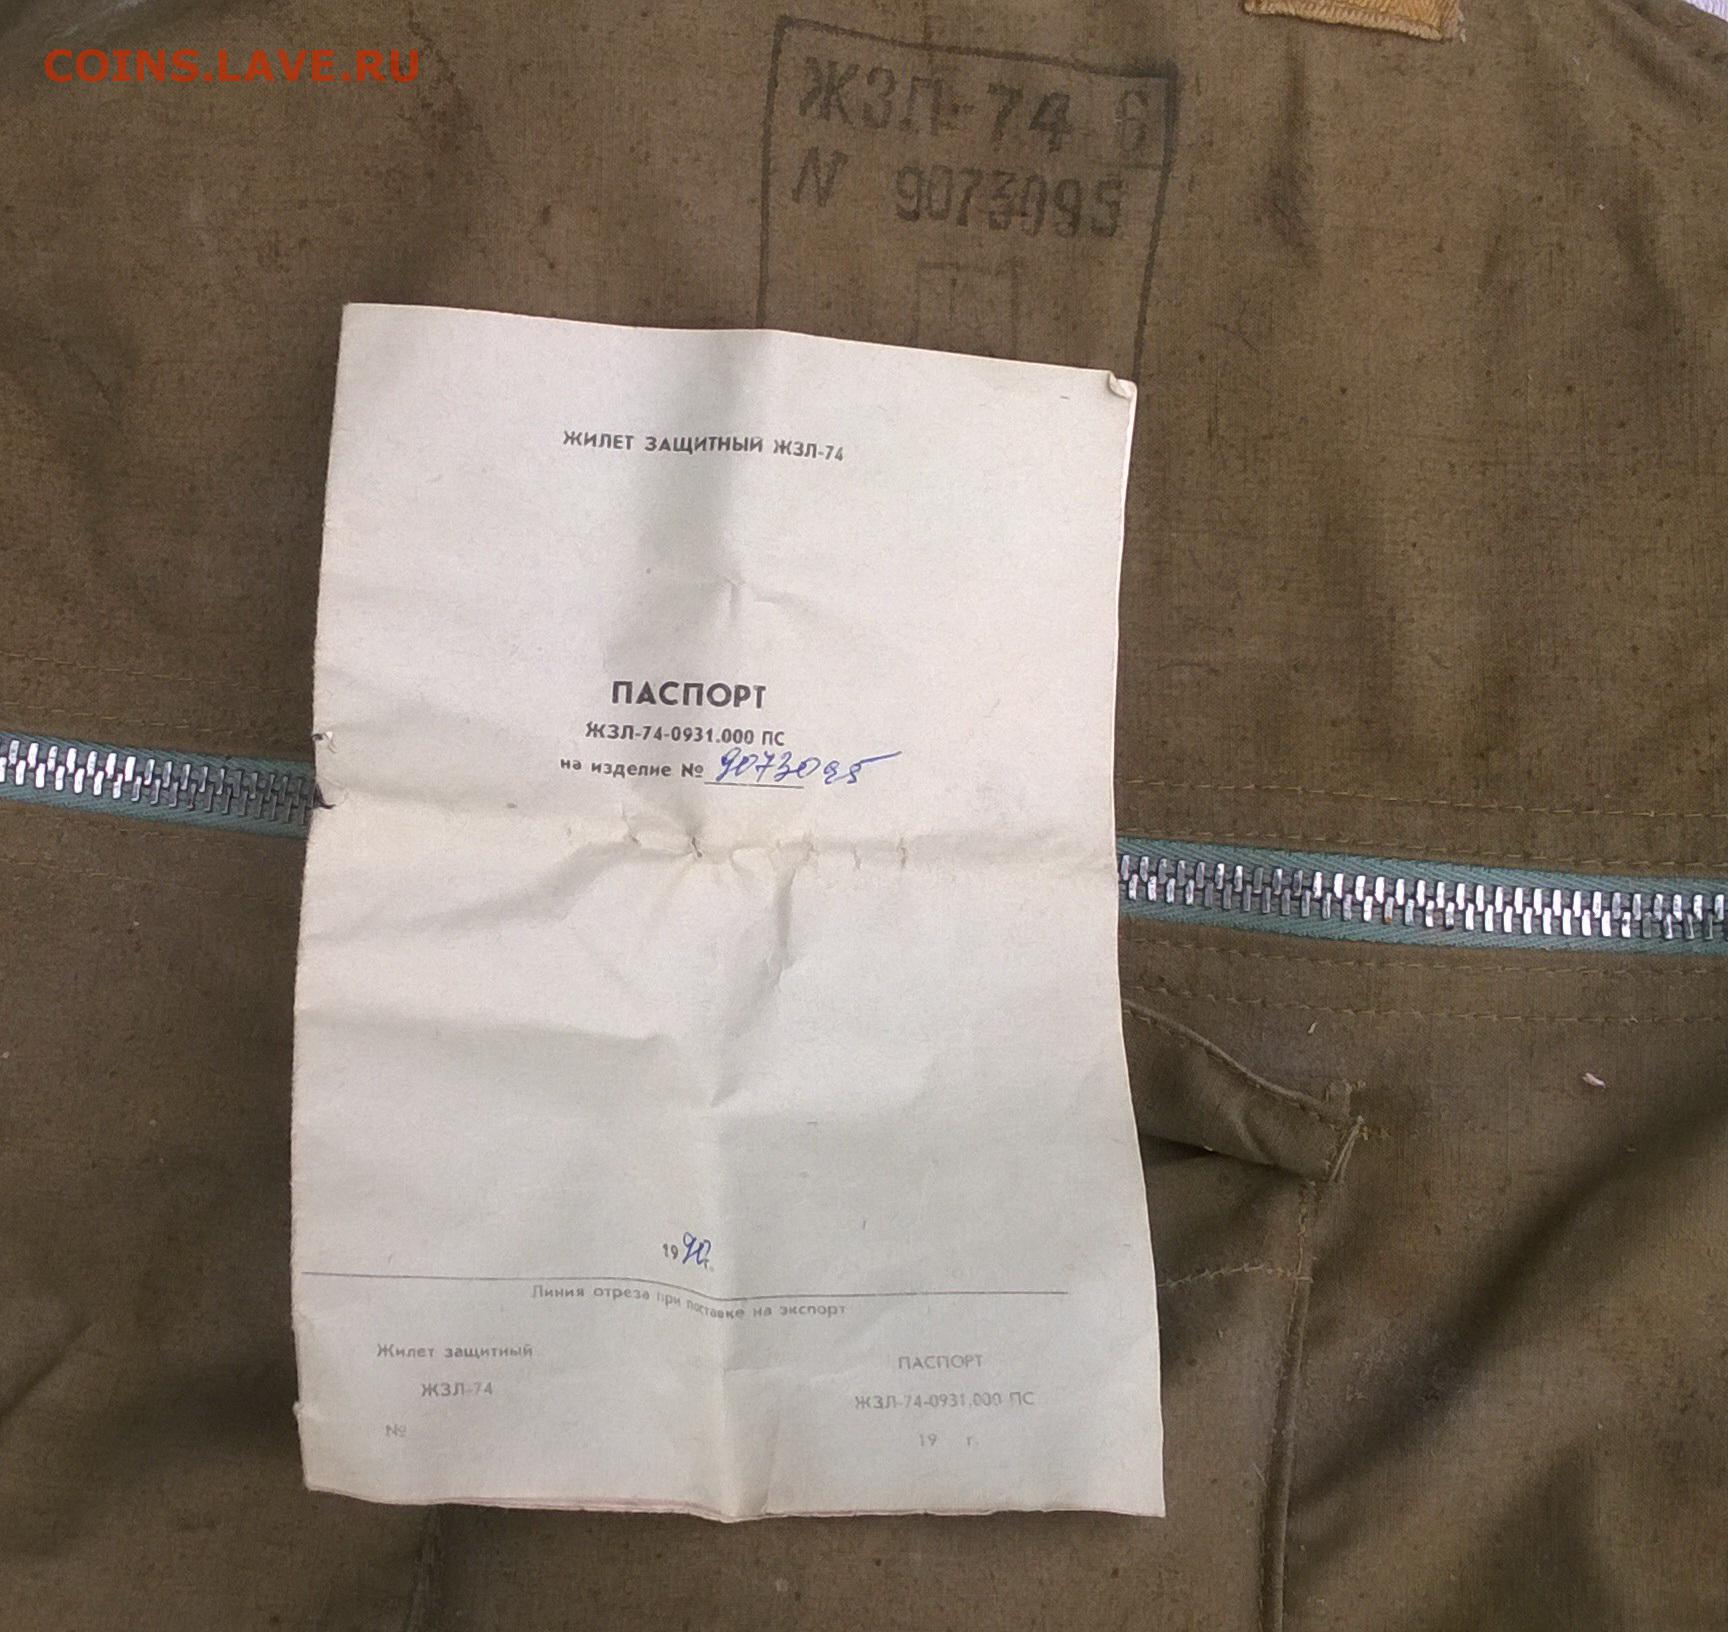 COINS.LAVE.RU
ЖЗЛ-74 6
N 9073095
ЖИЛЕТ ЗАЩИТНЫЙ ЖЗЛ-74
ПАСПОРТ
ЖЗЛ-74-0931.000 ПС
на изделие № 9073095
1990г.
Линия отреза при поставке на экспорт
Жилет защитный
ЖЗЛ-74
№
ПАСПОРТ
ЖЗЛ-74-0931.000 ПС
19 г.